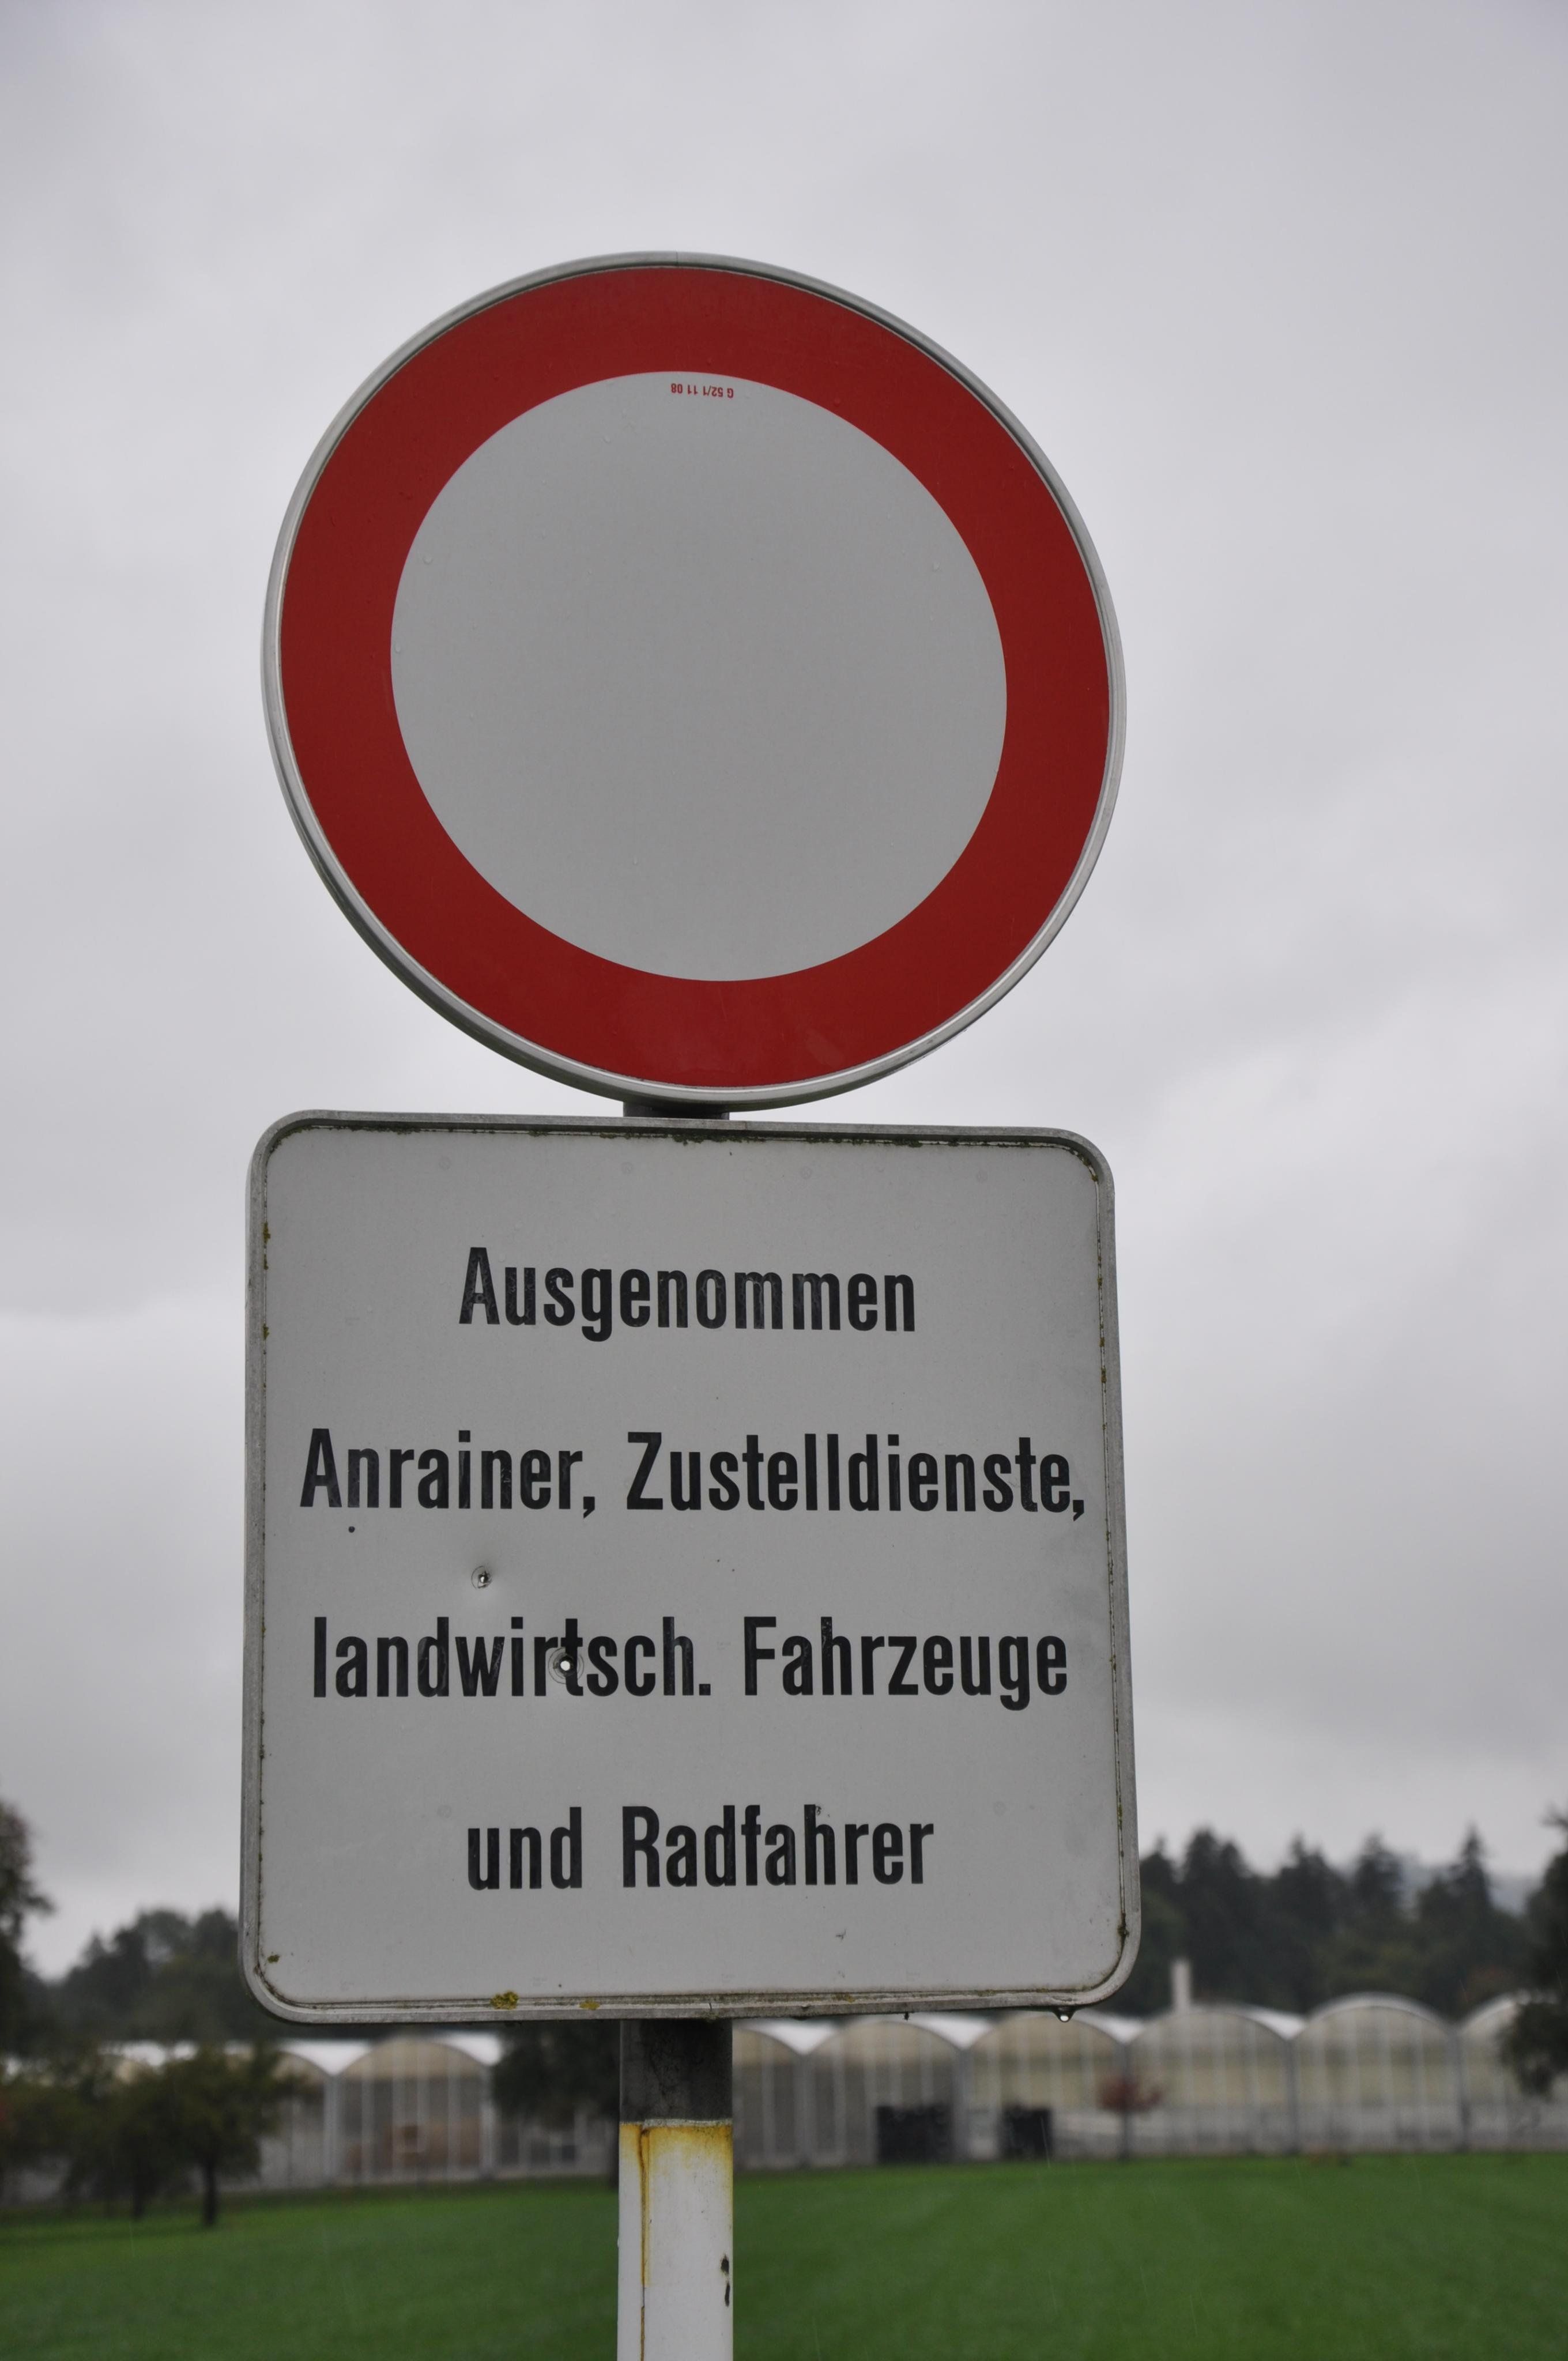 G 52/1 11 08
Ausgenommen
Anrainer, Zustelldienste,
landwirtsch. Fahrzeuge
und Radfahrer